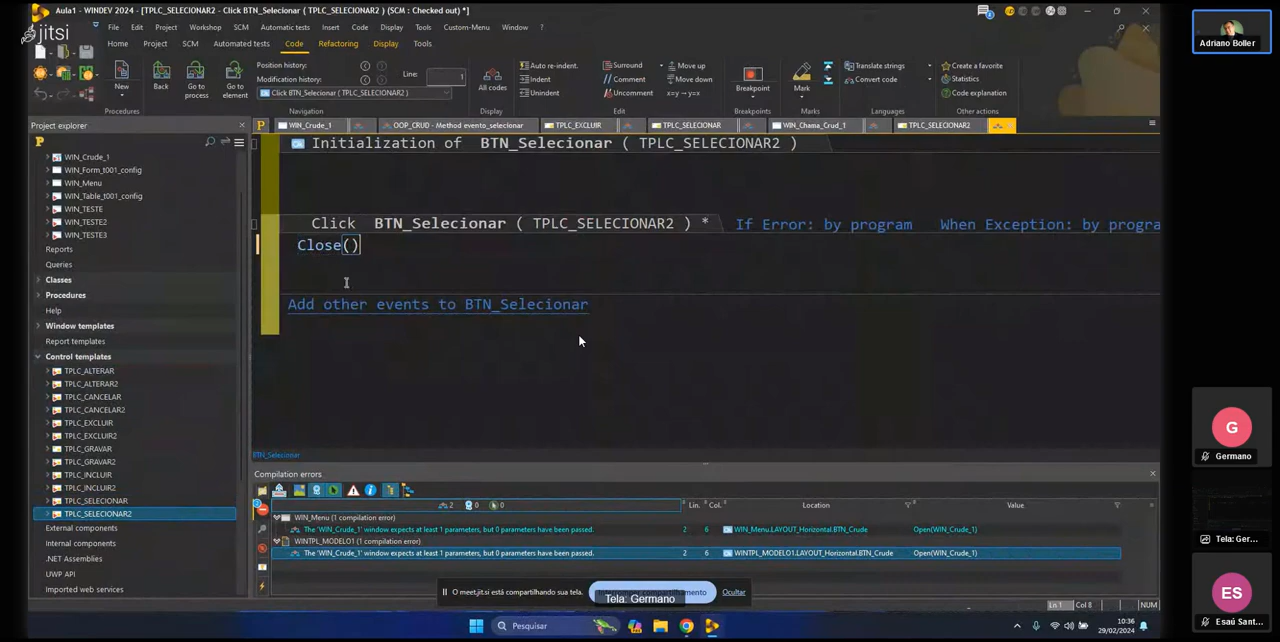 Aula1 - WINDEV 2024 - [TPLC_SELECIONAR2 - Click BTN_Selecionar ( TPLC_SELECIONAR2 ) (SCM : Checked out) *]
jitsi
File Project Workshop SCM Automatic tests Insert Code Display Tools Custom-Menu Window ?
Home Project SCM Automated tests Code Refactoring Display Tools
New
Procedures
Back
Go to process
Go to element
Position history:
Modification history:
Click BTN_Selecionar ( TPLC_SELECIONAR2 )
Line: 1
Navigation
All codes
Display
Auto re-indent.
Indent
Unindent
Surround
Comment
Uncomment
Move up
Move down
x=y → y=x
Edit
Breakpoint
Breakpoints
Mark
Marks
Translate strings
Convert code
Languages
Create a favorite
Statistics
Code explanation
Other actions
Adriano Boller
Project explorer
WIN_Crude_1
OOP_CRUD - Method evento_selecionar
TPLC_EXCLUIR
TPLC_SELECIONAR
WIN_Chama_Crud_1
TPLC_SELECIONAR2
WIN_Crude_1
WIN_Form_t001_config
WIN_Menu
WIN_Table_t001_config
WIN_TESTE
WIN_TESTE2
WIN_TESTE3
Reports
Queries
Classes
Procedures
Help
Window templates
Report templates
Control templates
TPLC_ALTERAR
TPLC_ALTERAR2
TPLC_CANCELAR
TPLC_CANCELAR2
TPLC_EXCLUIR
TPLC_EXCLUIR2
TPLC_GRAVAR
TPLC_GRAVAR2
TPLC_INCLUIR
TPLC_INCLUIR2
TPLC_SELECIONAR
TPLC_SELECIONAR2
External components
Internal components
.NET Assemblies
UWP API
Imported web services
Initialization of BTN_Selecionar ( TPLC_SELECIONAR2 )
Click BTN_Selecionar ( TPLC_SELECIONAR2 ) * If Error: by program When Exception: by progra
Close()
Add other events to BTN_Selecionar
BTN_Selecionar
Compilation errors
2 0 0 Lin. Col. Location Value
WIN_Menu (1 compilation error)
The 'WIN_Crude_1' window expects at least 1 parameters, but 0 parameters have been passed. 2 6 WIN_Menu.LAYOUT_Horizontal.BTN_Crude Open(WIN_Crude_1)
WINTPL_MODELO1 (1 compilation error)
The 'WIN_Crude_1' window expects at least 1 parameters, but 0 parameters have been passed. 2 6 WINTPL_MODELO1.LAYOUT_Horizontal.BTN_Crude Open(WIN_Crude_1)
O meet.jit.si está compartilhando sua tela.
Tela: Germano
Ocultar
Ln 1 Col 8 NUM
Pesquisar
10:36
29/02/2024
G
Germano
Tela: Ger...
ES
Esaú Sant...